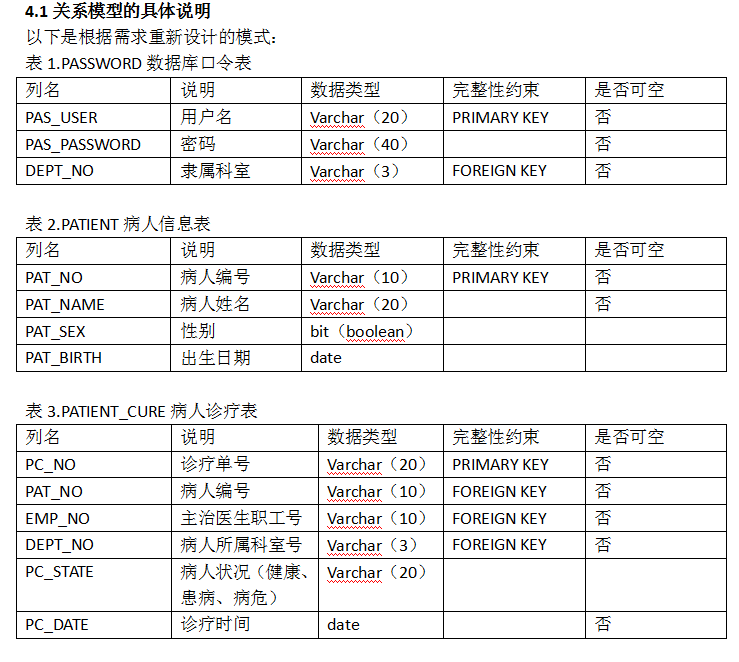 4.1 关系模型的具体说明
以下是根据需求重新设计的模式：
表 1.PASSWORD 数据库口令表
列名 说明 数据类型 完整性约束 是否可空
PAS_USER 用户名 Varchar（20） PRIMARY KEY 否
PAS_PASSWORD 密码 Varchar（40） 否
DEPT_NO 隶属科室 Varchar（3） FOREIGN KEY 否
表 2.PATIENT 病人信息表
列名 说明 数据类型 完整性约束 是否可空
PAT_NO 病人编号 Varchar（10） PRIMARY KEY 否
PAT_NAME 病人姓名 Varchar（20） 否
PAT_SEX 性别 bit（boolean）
PAT_BIRTH 出生日期 date
表 3.PATIENT_CURE 病人诊疗表
列名 说明 数据类型 完整性约束 是否可空
PC_NO 诊疗单号 Varchar（20） PRIMARY KEY 否
PAT_NO 病人编号 Varchar（10） FOREIGN KEY 否
EMP_NO 主治医生职工号 Varchar（10） FOREIGN KEY 否
DEPT_NO 病人所属科室号 Varchar（3） FOREIGN KEY 否
PC_STATE 病人状况（健康、 Varchar（20）
患病、病危）
PC_DATE 诊疗时间 date 否